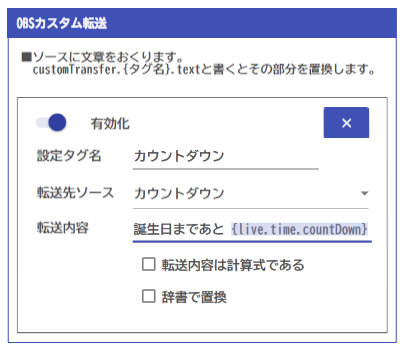 OBSカスタム転送
■ソースに文章をおくります。
customTransfer.{タグ名}.textと書くとその部分を置換します。
有効化
×
設定タグ名 カウントダウン
転送先ソース カウントダウン
転送内容 誕生日まであと {live.time.countDown}
転送内容は計算式である
辞書で置換